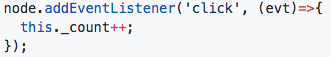 node.addEventListener('click', (evt)=>{
  this._count++;
});